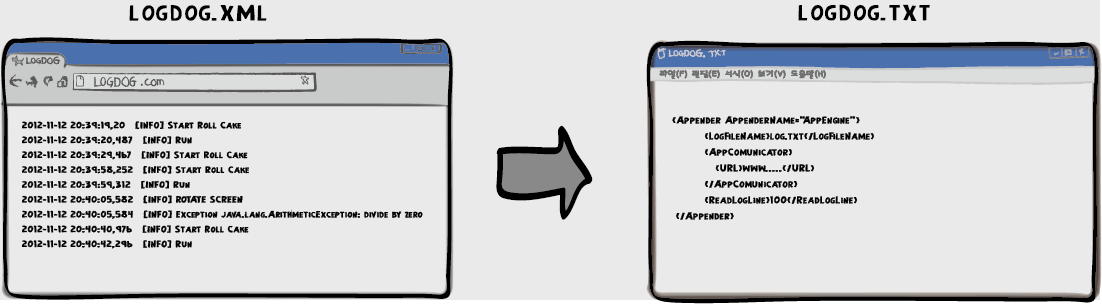 LOGDOG.XML
LOGDOG
LOGDOG.com
2012-11-12 20:39:19,20 [INFO] START ROLL CAKE
2012-11-12 20:39:20,487 [INFO] RUN
2012-11-12 20:39:29,467 [INFO] START ROLL CAKE
2012-11-12 20:39:58,252 [INFO] START ROLL CAKE
2012-11-12 20:39:59,312 [INFO] RUN
2012-11-12 20:40:05,582 [INFO] ROTATE SCREEN
2012-11-12 20:40:05,584 [INFO] EXCEPTION JAVA.LANG.ARITHMETICEXCEPTION: DIVIDE BY ZERO
2012-11-12 20:40:40,976 [INFO] START ROLL CAKE
2012-11-12 20:40:42,296 [INFO] RUN
LOGDOG.TXT
LOGDOG.TXT
파일(F) 편집(E) 서식(O) 보기(V) 도움말(H)
<APPENDER APPENDERNAME="APPENGINE">
<LOGFILENAME>LOG.TXT</LOGFILENAME>
<APPCOMUNICATOR>
<URL>WWW.....</URL>
</APPCOMUNICATOR>
<READLOGLINE>100</READLOGLINE>
</APPENDER>